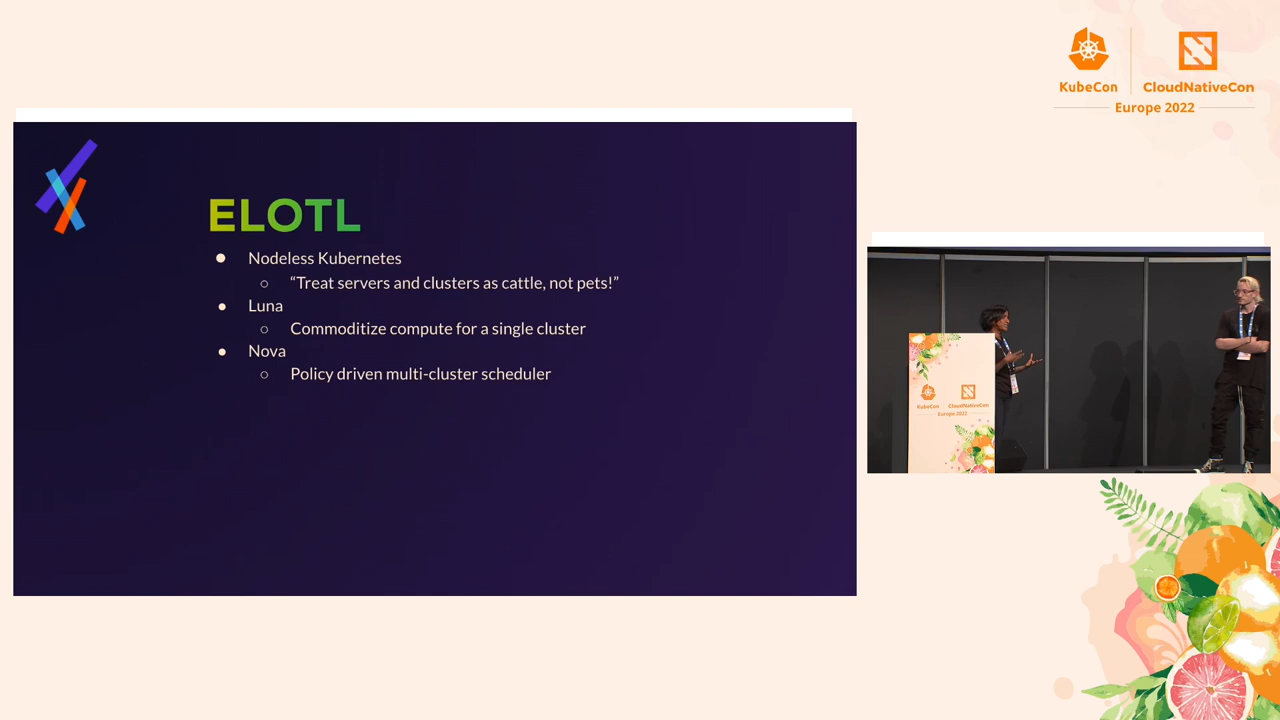 KubeCon
CloudNativeCon
Europe 2022
ELOTL
Nodeless Kubernetes
“Treat servers and clusters as cattle, not pets!”
Luna
Commoditize compute for a single cluster
Nova
Policy driven multi-cluster scheduler
KubeCon
CloudNativeCon
Europe 2022